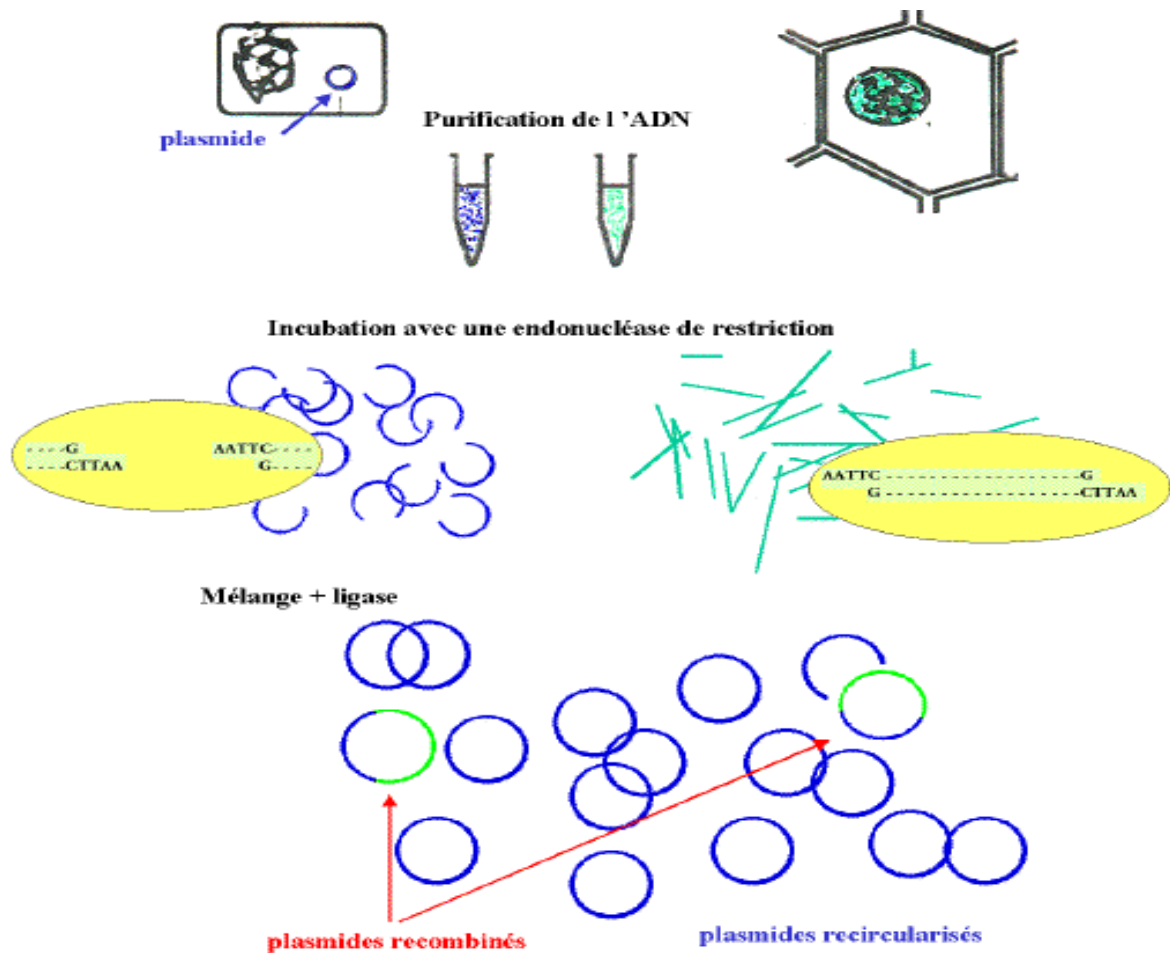 plasmide
Purification de l ’ADN
Incubation avec une endonucléase de restriction
- - - -G AATTC- - - -
- - - -CTTAA G- - - -
AATTC- - - - - - - - - - - - - - - - - - -G
G- - - - - - - - - - - - - - - - - - -CTTAA
Mélange + ligase
plasmides recombinés
plasmides recircularisés